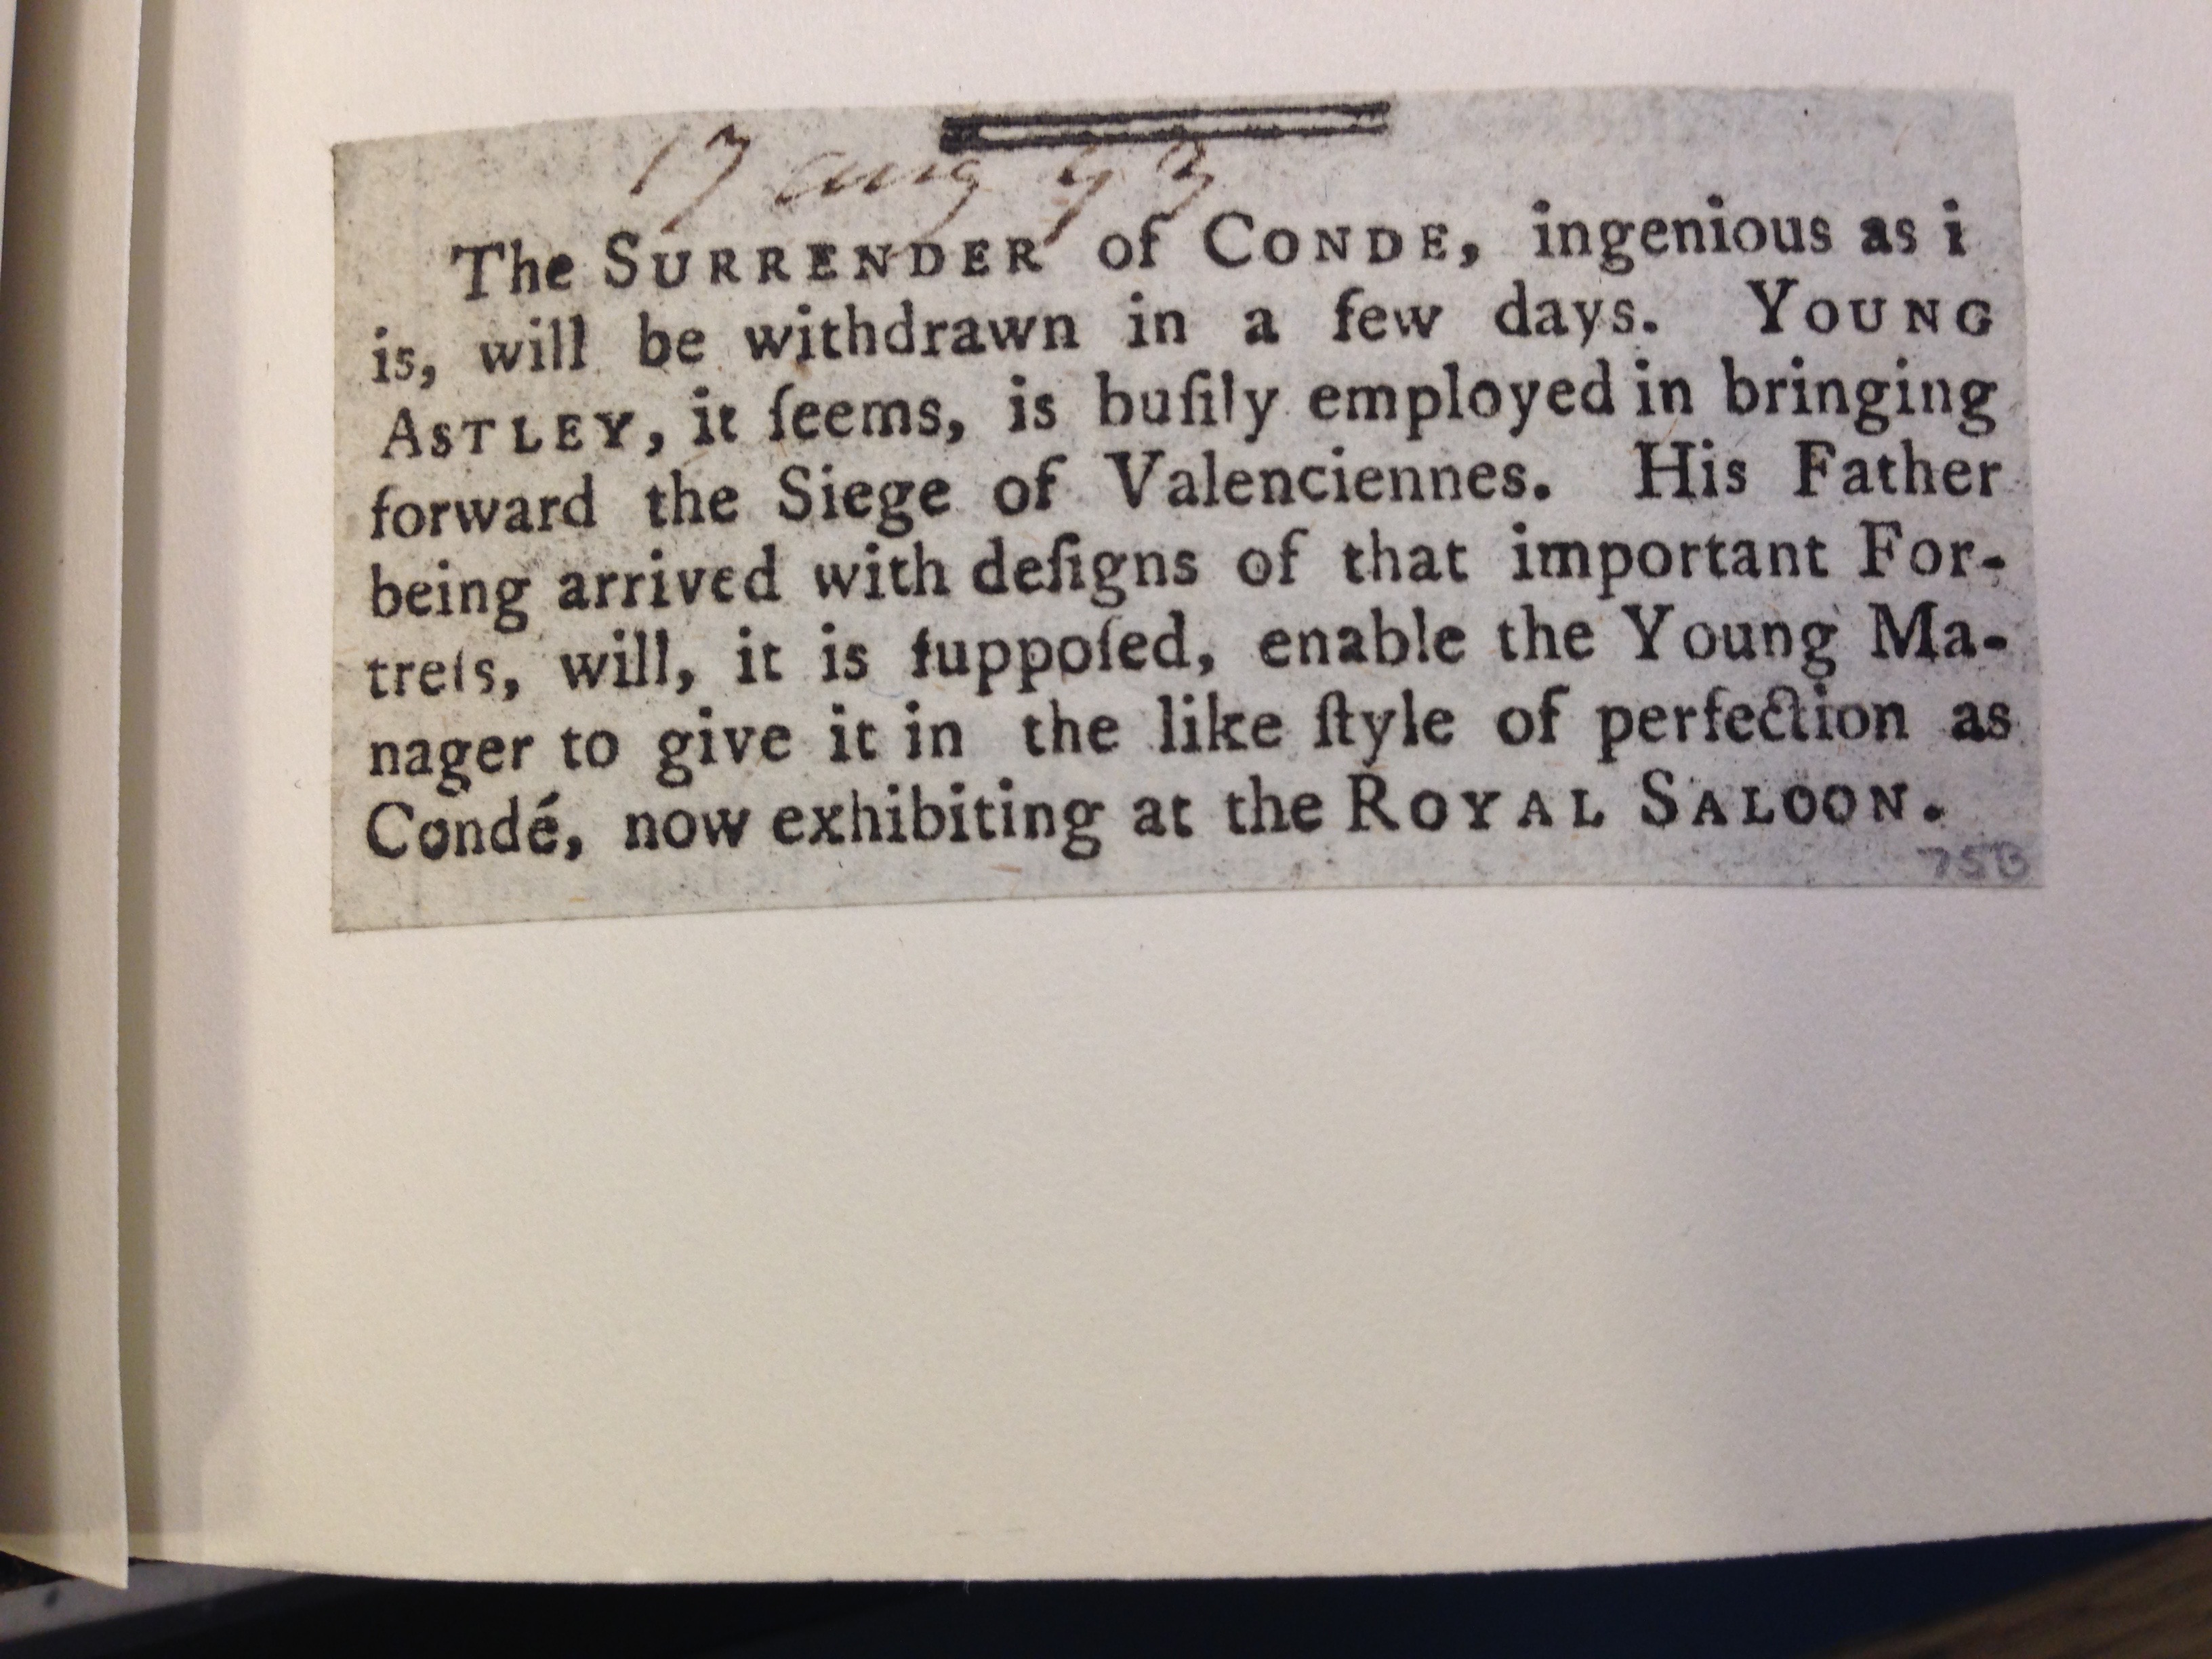 17 aug 93
The SURRENDER of CONDE, ingenious as i
is, will be withdrawn in a few days. YOUNG
ASTLEY, it ſeems, is buſily employed in bringing
forward the Siege of Valenciennes. His Father
being arrived with deſigns of that important For-
treſs, will, it is ſuppoſed, enable the Young Ma-
nager to give it in the like ſtyle of perfection as
Condé, now exhibiting at the ROYAL SALOON.
75B